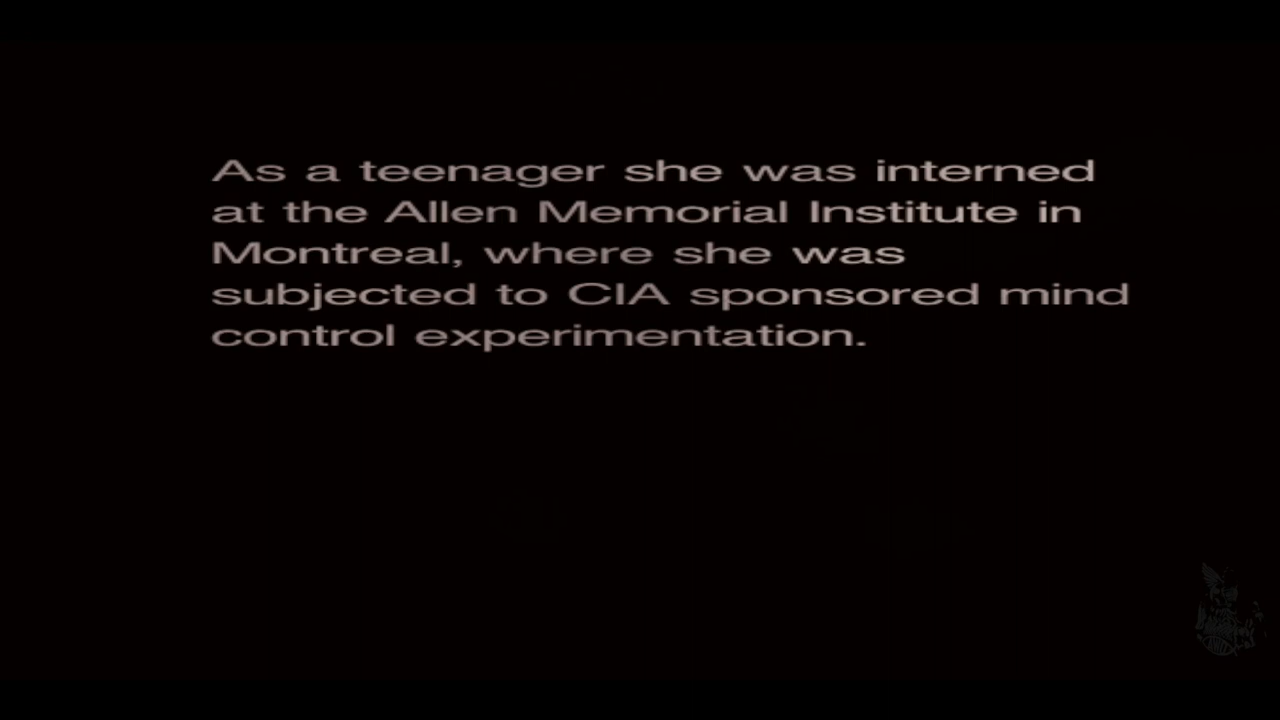 As a teenager she was interned
at the Allen Memorial Institute in
Montreal, where she was
subjected to CIA sponsored mind
control experimentation.